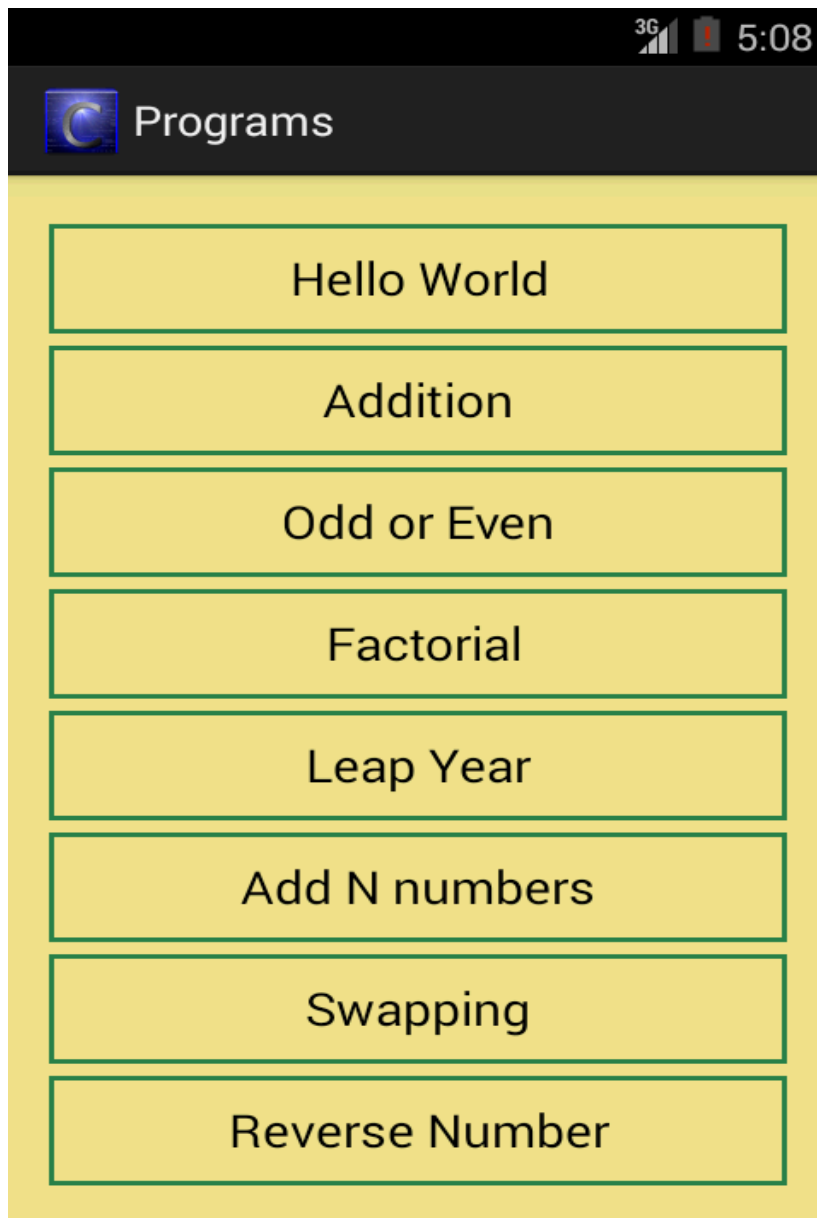 3G 5:08
C Programs
Hello World
Addition
Odd or Even
Factorial
Leap Year
Add N numbers
Swapping
Reverse Number